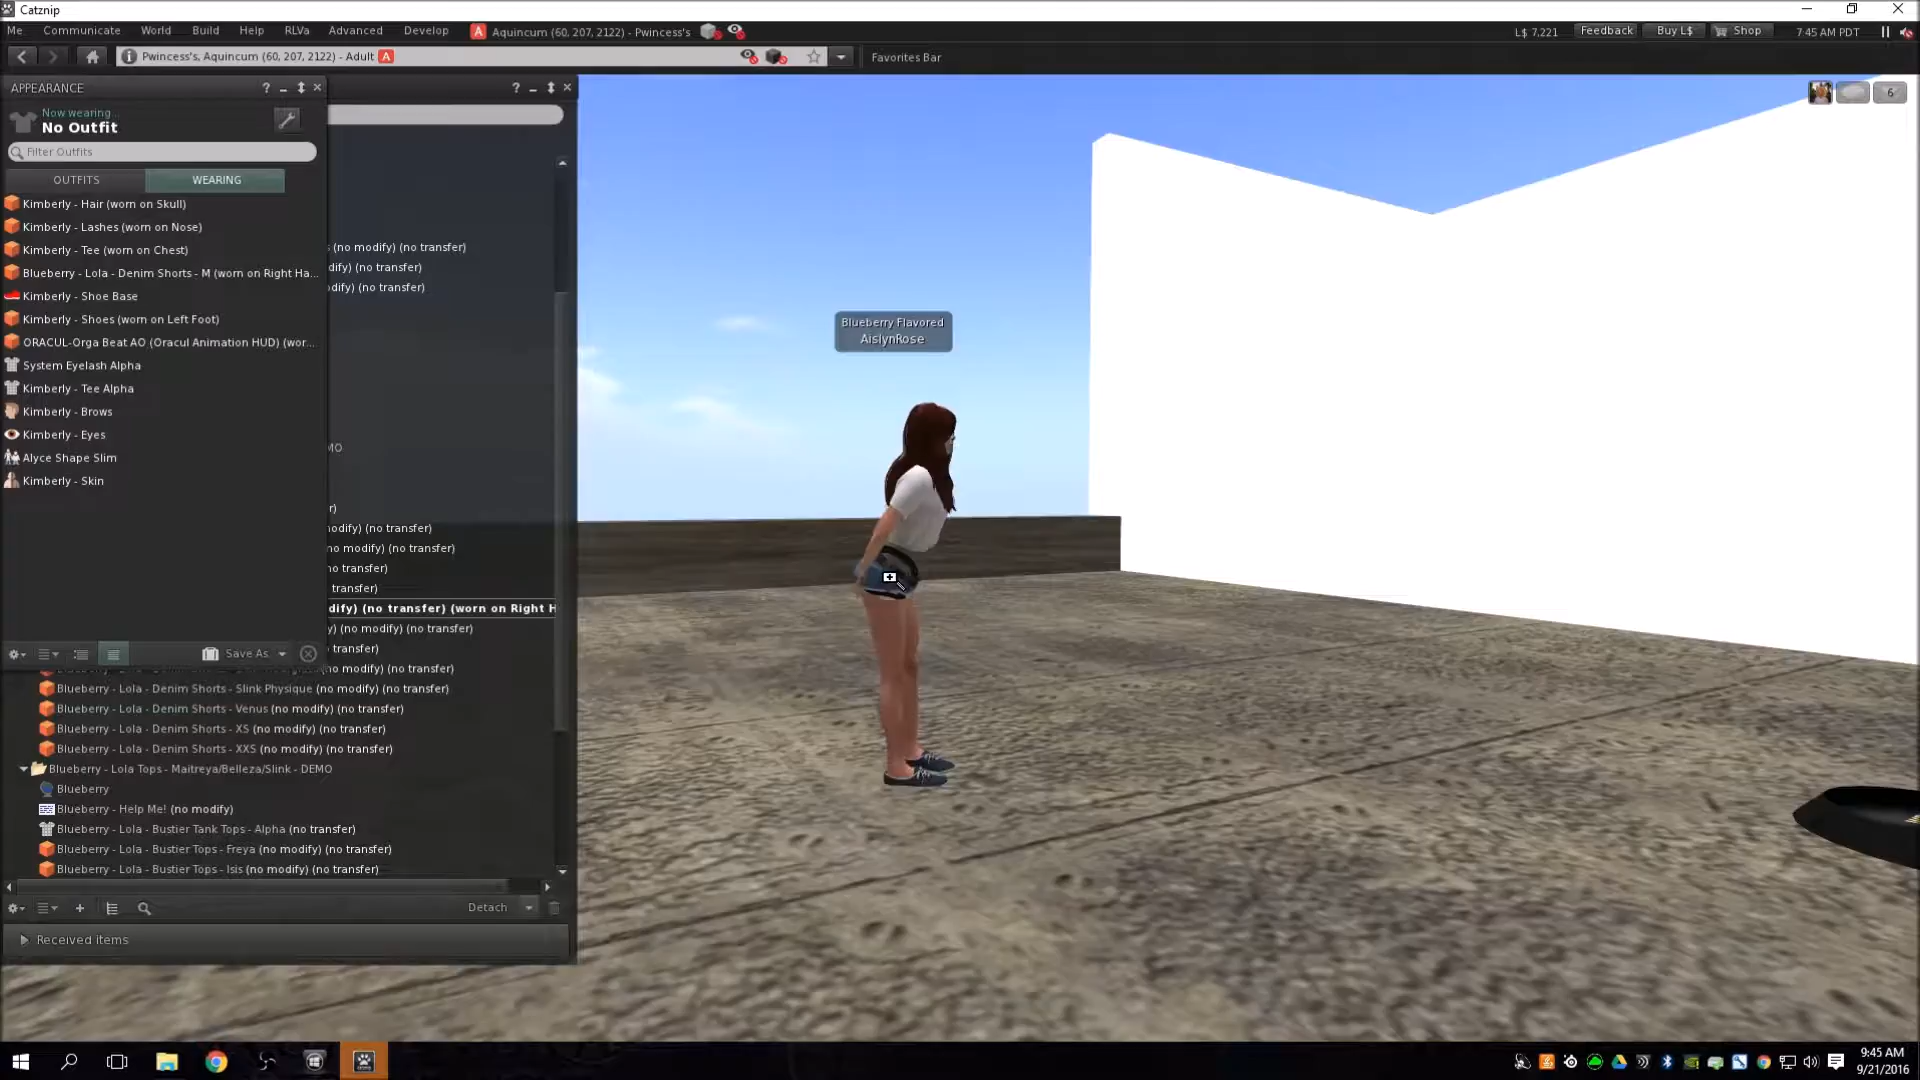 Catznip
Me Communicate World Build Help RLVa Advanced Develop A Aquincum (60, 207, 2122) - Pwincess's L$ 7,221 Feedback Buy L$ Shop 7:45 AM PDT
Pwincess's, Aquincum (60, 207, 2122) - Adult A Favorites Bar
APPEARANCE
Now wearing...
No Outfit
Filter Outfits
OUTFITS WEARING
Kimberly - Hair (worn on Skull)
Kimberly - Lashes (worn on Nose)
Kimberly - Tee (worn on Chest)
Blueberry - Lola - Denim Shorts - M (worn on Right Ha...
Kimberly - Shoe Base
Kimberly - Shoes (worn on Left Foot)
ORACUL-Orga Beat AO (Oracul Animation HUD) (wor...
System Eyelash Alpha
Kimberly - Tee Alpha
Kimberly - Brows
Kimberly - Eyes
Alyce Shape Slim
Kimberly - Skin
Save As
(no modify) (no transfer)
dify) (no transfer)
dify) (no transfer)
MO
r)
odify) (no transfer)
no modify) (no transfer)
no transfer)
transfer)
dify) (no transfer) (worn on Right H
y) (no modify) (no transfer)
transfer)
no modify) (no transfer)
Blueberry - Lola - Denim Shorts - Slink Physique (no modify) (no transfer)
Blueberry - Lola - Denim Shorts - Venus (no modify) (no transfer)
Blueberry - Lola - Denim Shorts - XS (no modify) (no transfer)
Blueberry - Lola - Denim Shorts - XXS (no modify) (no transfer)
Blueberry - Lola Tops - Maitreya/Belleza/Slink - DEMO
Blueberry
Blueberry - Help Me! (no modify)
Blueberry - Lola - Bustier Tank Tops - Alpha (no transfer)
Blueberry - Lola - Bustier Tops - Freya (no modify) (no transfer)
Blueberry - Lola - Bustier Tops - Isis (no modify) (no transfer)
Detach
Received items
6
Blueberry Flavored
AislynRose
9:45 AM
9/21/2016